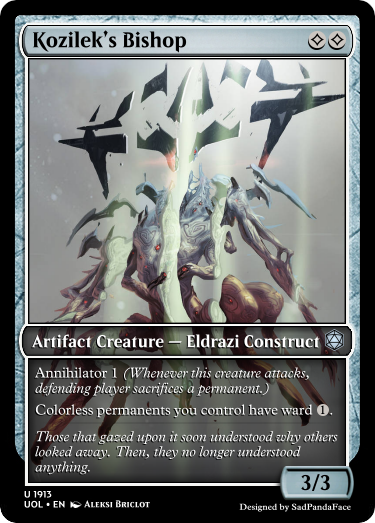 Kozilek's Bishop
Artifact Creature — Eldrazi Construct
Annihilator 1 (Whenever this creature attacks,
defending player sacrifices a permanent.)
Colorless permanents you control have ward 1.
Those that gazed upon it soon understood why others
looked away. Then, they no longer understood
anything.
3/3
U 1913
UOL • EN Aleksi Briclot
Designed by SadPandaFace